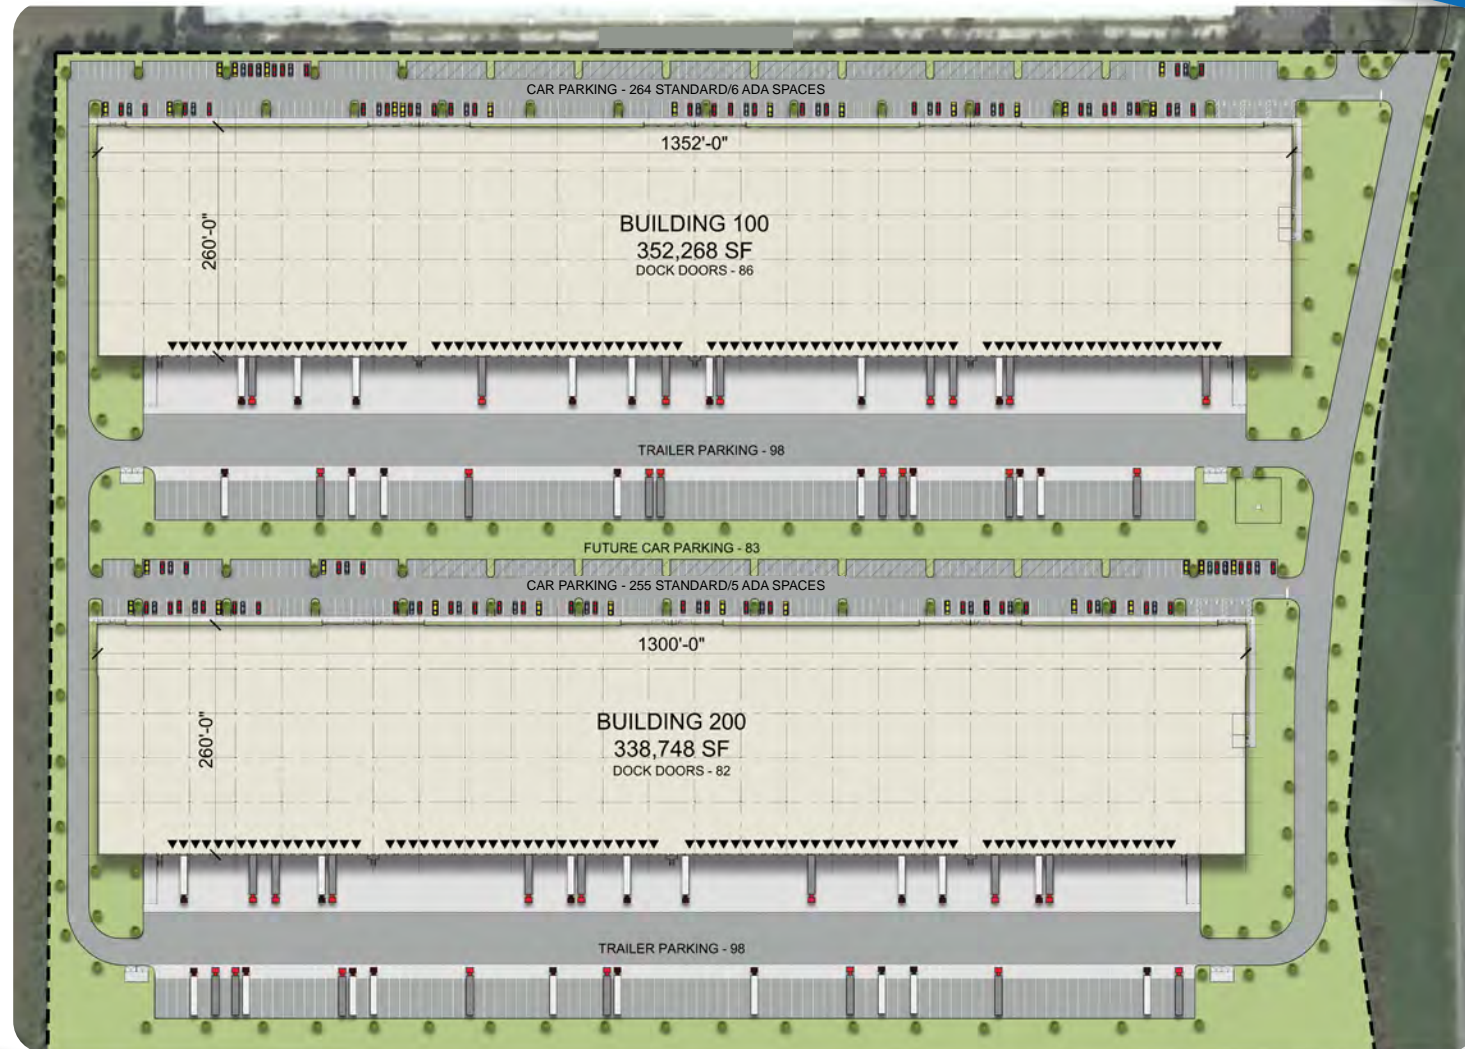 CAR PARKING - 264 STANDARD/6 ADA SPACES
1352'-0"
260'-0"
BUILDING 100
352,268 SF
DOCK DOORS - 86
TRAILER PARKING - 98
FUTURE CAR PARKING - 83
CAR PARKING - 255 STANDARD/5 ADA SPACES
1300'-0"
260'-0"
BUILDING 200
338,748 SF
DOCK DOORS - 82
TRAILER PARKING - 98